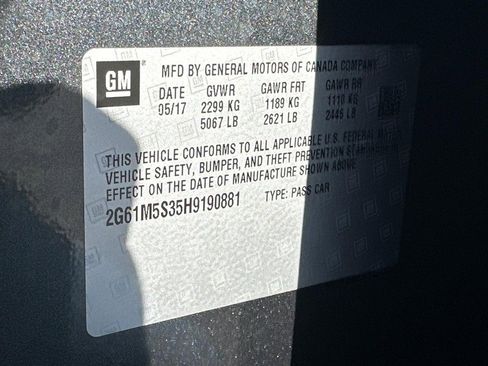 GM ® MFD BY GENERAL MOTORS OF CANADA COMPANY
DATE GVWR GAWR FRT GAWR RR
05/17 2299 KG 1189 KG 1110 KG
5067 LB 2621 LB 2446 LB
THIS VEHICLE CONFORMS TO ALL APPLICABLE U.S. FEDERAL
VEHICLE SAFETY, BUMPER, AND THEFT PREVENTION STANDARDS
EFFECT ON THE DATE OF MANUFACTURE SHOWN ABOVE
2G61M5S35H9190881 TYPE: PASS CAR